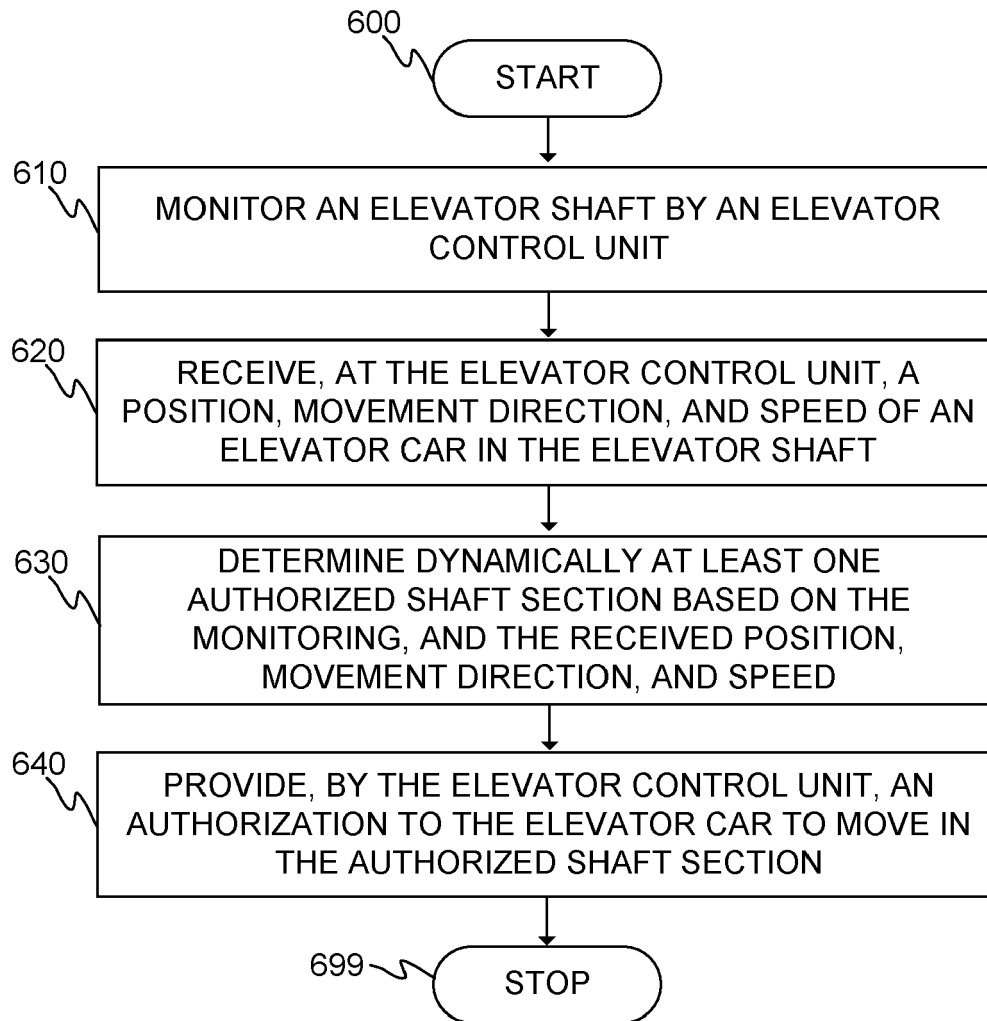 600
START
610
MONITOR AN ELEVATOR SHAFT BY AN ELEVATOR
CONTROL UNIT
620
RECEIVE, AT THE ELEVATOR CONTROL UNIT, A
POSITION, MOVEMENT DIRECTION, AND SPEED OF AN
ELEVATOR CAR IN THE ELEVATOR SHAFT
630
DETERMINE DYNAMICALLY AT LEAST ONE
AUTHORIZED SHAFT SECTION BASED ON THE
MONITORING, AND THE RECEIVED POSITION,
MOVEMENT DIRECTION, AND SPEED
640
PROVIDE, BY THE ELEVATOR CONTROL UNIT, AN
AUTHORIZATION TO THE ELEVATOR CAR TO MOVE IN
THE AUTHORIZED SHAFT SECTION
699
STOP